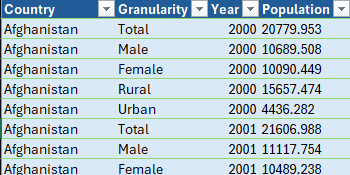 Country Granularity Year Population
Afghanistan Total 2000 20779.953
Afghanistan Male 2000 10689.508
Afghanistan Female 2000 10090.449
Afghanistan Rural 2000 15657.474
Afghanistan Urban 2000 4436.282
Afghanistan Total 2001 21606.988
Afghanistan Male 2001 11117.754
Afghanistan Female 2001 10489.238